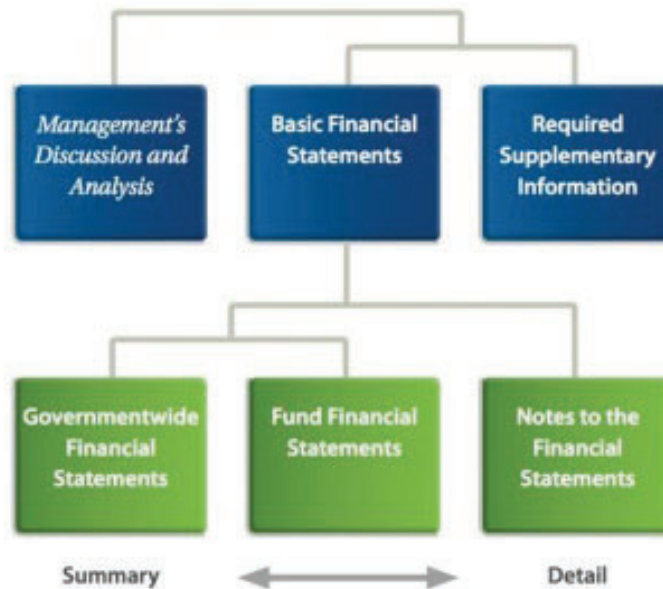 Management's
Discussion and
Analysis
Basic Financial
Statements
Required
Supplementary
Information
Governmentwide
Financial
Statements
Fund Financial
Statements
Notes to the
Financial
Statements
Summary
Detail